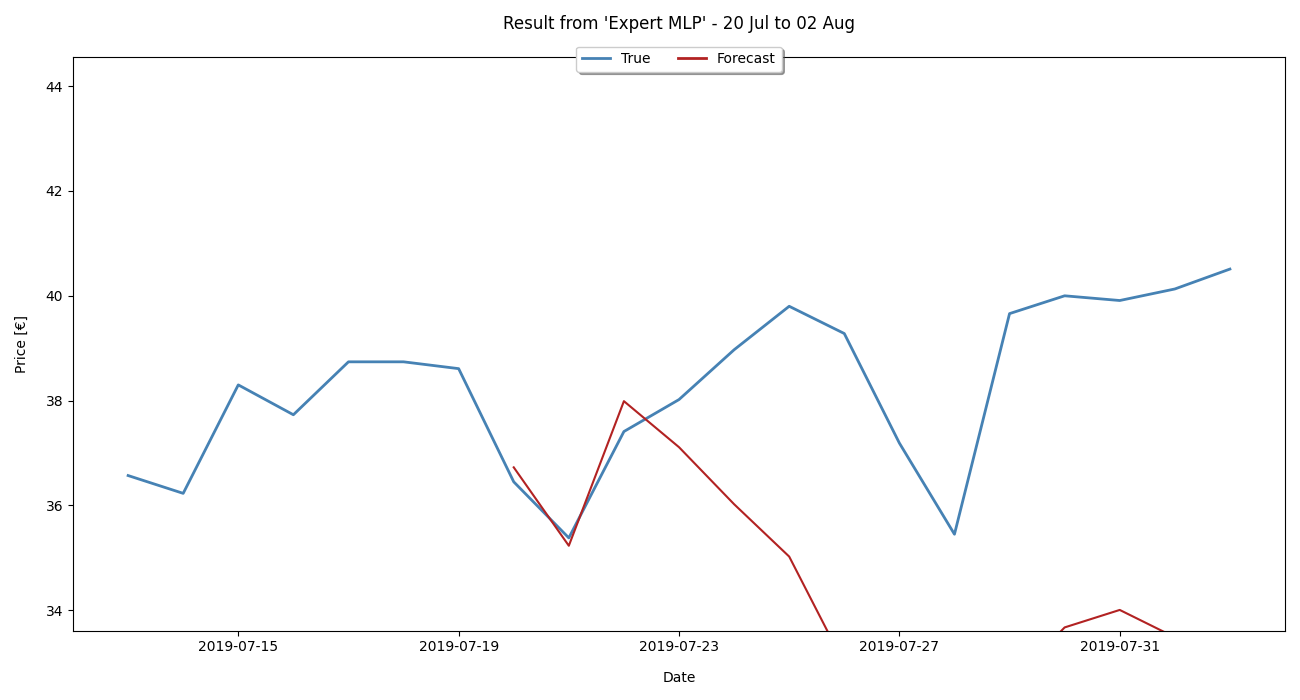 Result from 'Expert MLP' - 20 Jul to 02 Aug
True Forecast
44
42
40
38
36
34
Price [€]
2019-07-15 2019-07-19 2019-07-23 2019-07-27 2019-07-31
Date